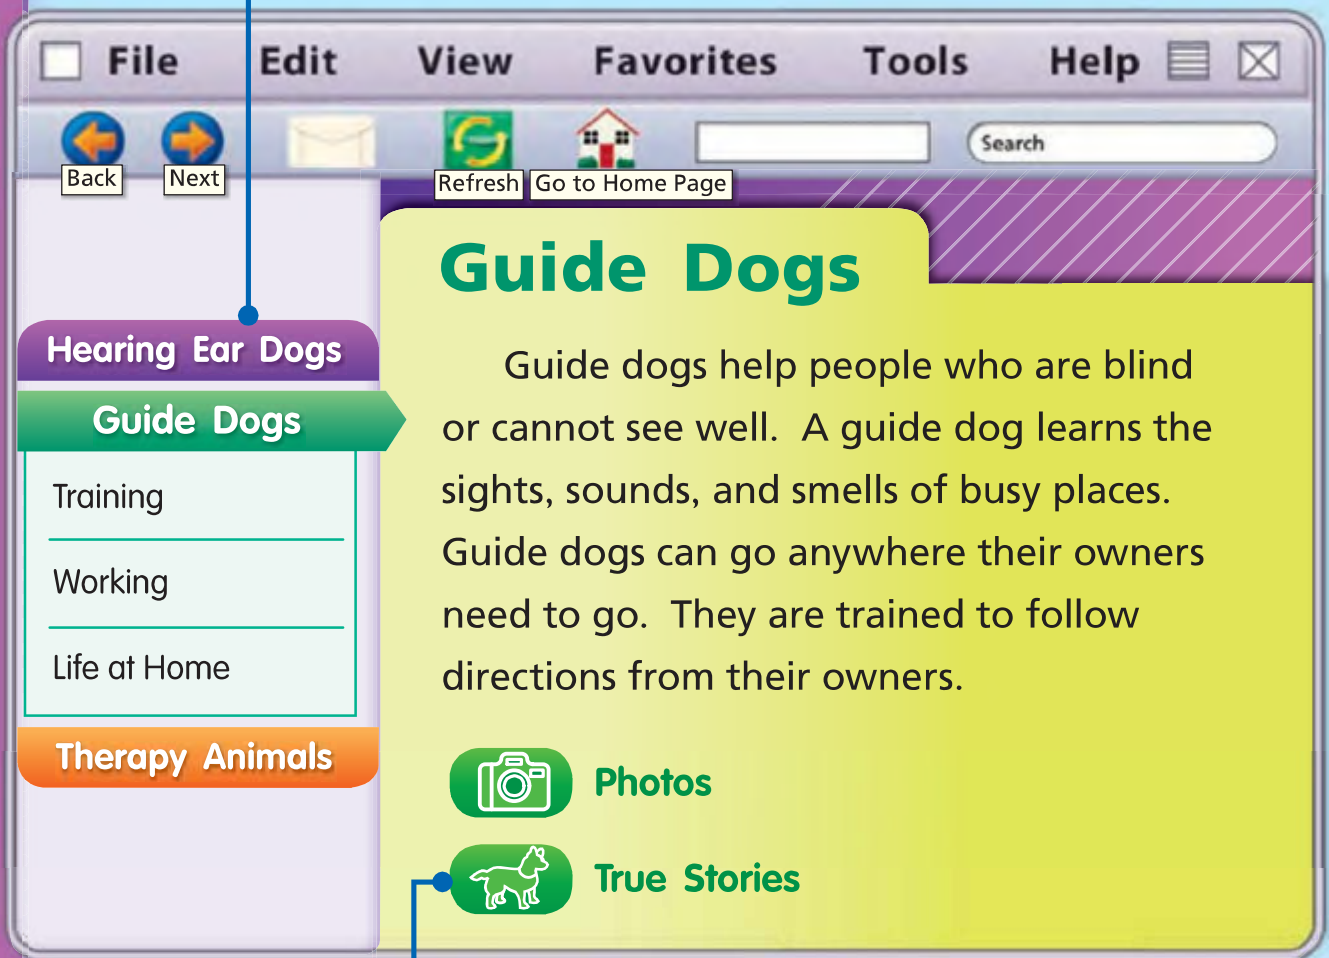 File Edit View Favorites Tools Help
Search
Back Next Refresh Go to Home Page
Hearing Ear Dogs
Guide Dogs
Training
Working
Life at Home
Therapy Animals
Guide Dogs
Guide dogs help people who are blind
or cannot see well. A guide dog learns the
sights, sounds, and smells of busy places.
Guide dogs can go anywhere their owners
need to go. They are trained to follow
directions from their owners.
Photos
True Stories